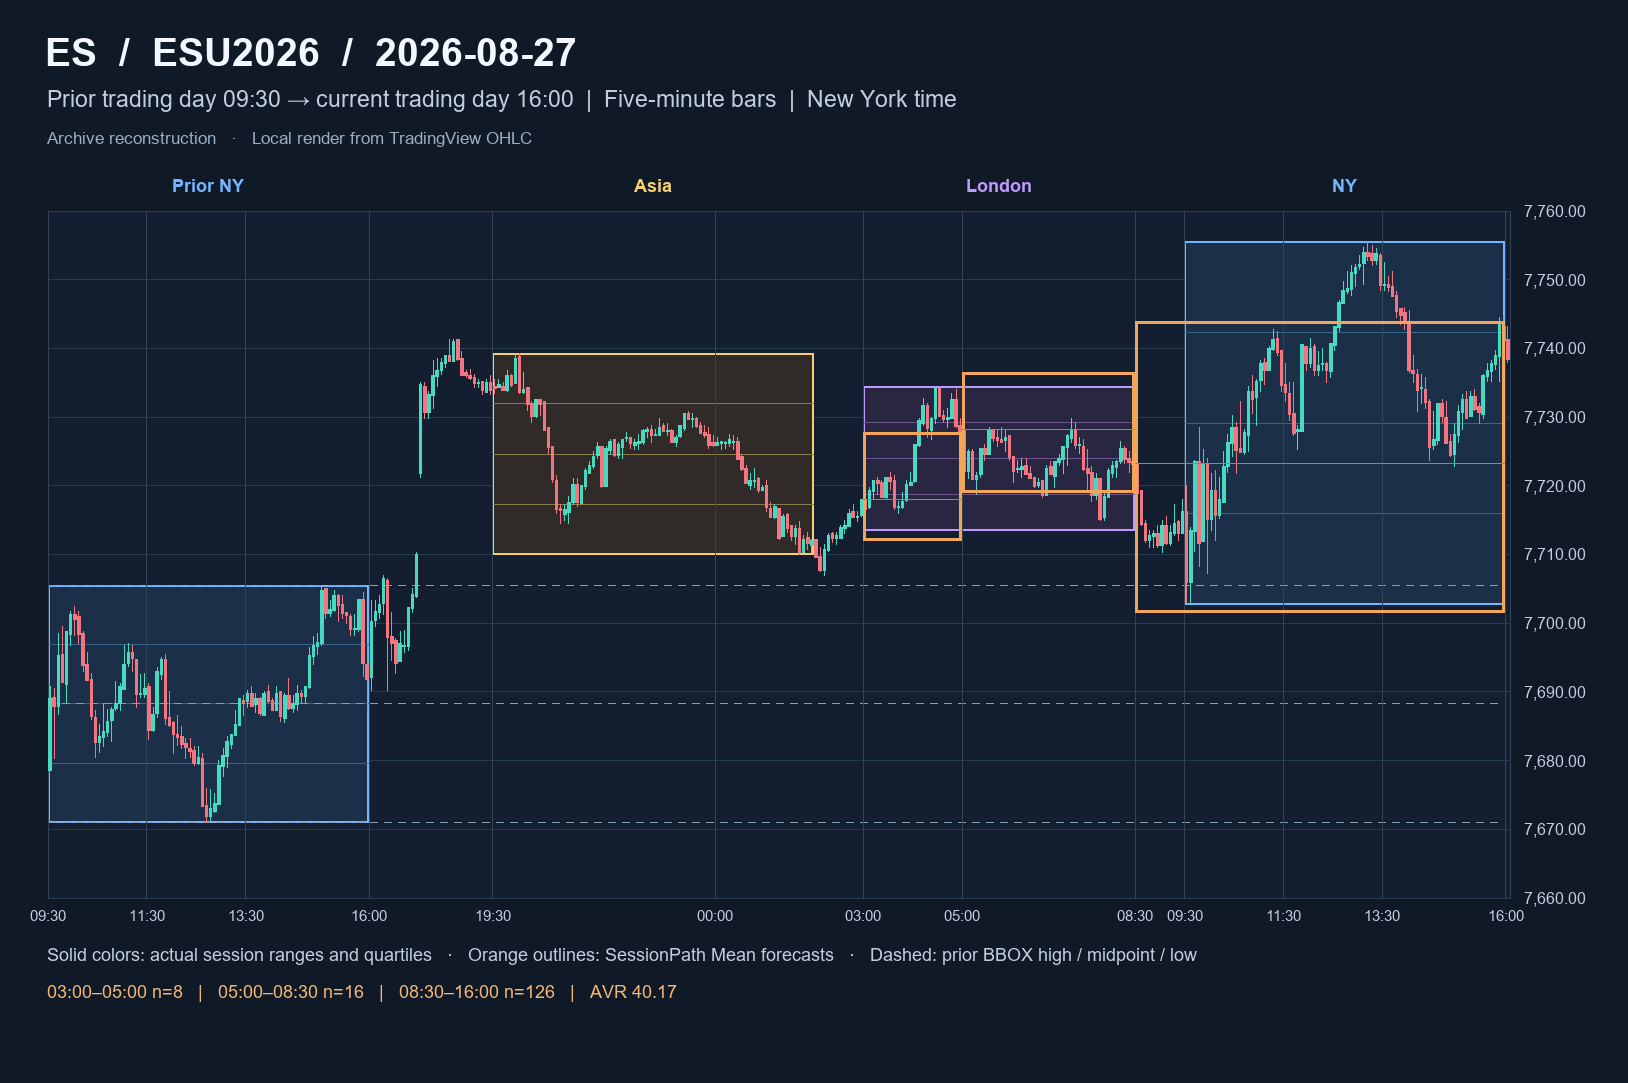 ES / ESU2026 / 2026-08-27
Prior trading day 09:30 → current trading day 16:00 | Five-minute bars | New York time
Archive reconstruction · Local render from TradingView OHLC
Prior NY Asia London NY
7,760.00
7,750.00
7,740.00
7,730.00
7,720.00
7,710.00
7,700.00
7,690.00
7,680.00
7,670.00
7,660.00
09:30 11:30 13:30 16:00 19:30 00:00 03:00 05:00 08:30 09:30 11:30 13:30 16:00
Solid colors: actual session ranges and quartiles · Orange outlines: SessionPath Mean forecasts · Dashed: prior BBOX high / midpoint / low
03:00–05:00 n=8 | 05:00–08:30 n=16 | 08:30–16:00 n=126 | AVR 40.17